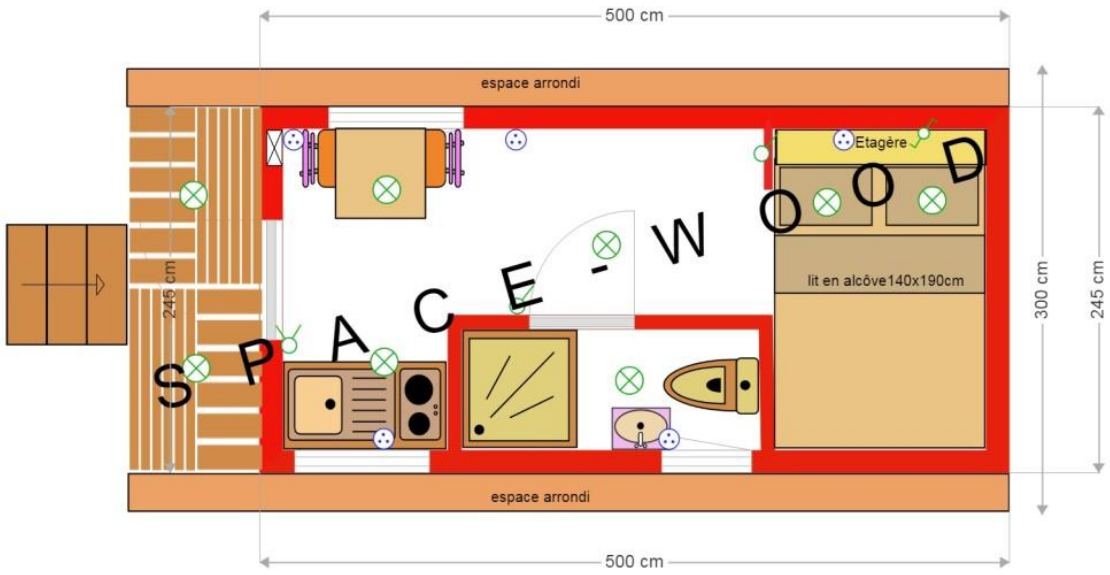 500 cm
espace arrondi
Etagère
SPACE-WOOD
lit en alcôve140x190cm
245 cm
300 cm
245 cm
espace arrondi
500 cm